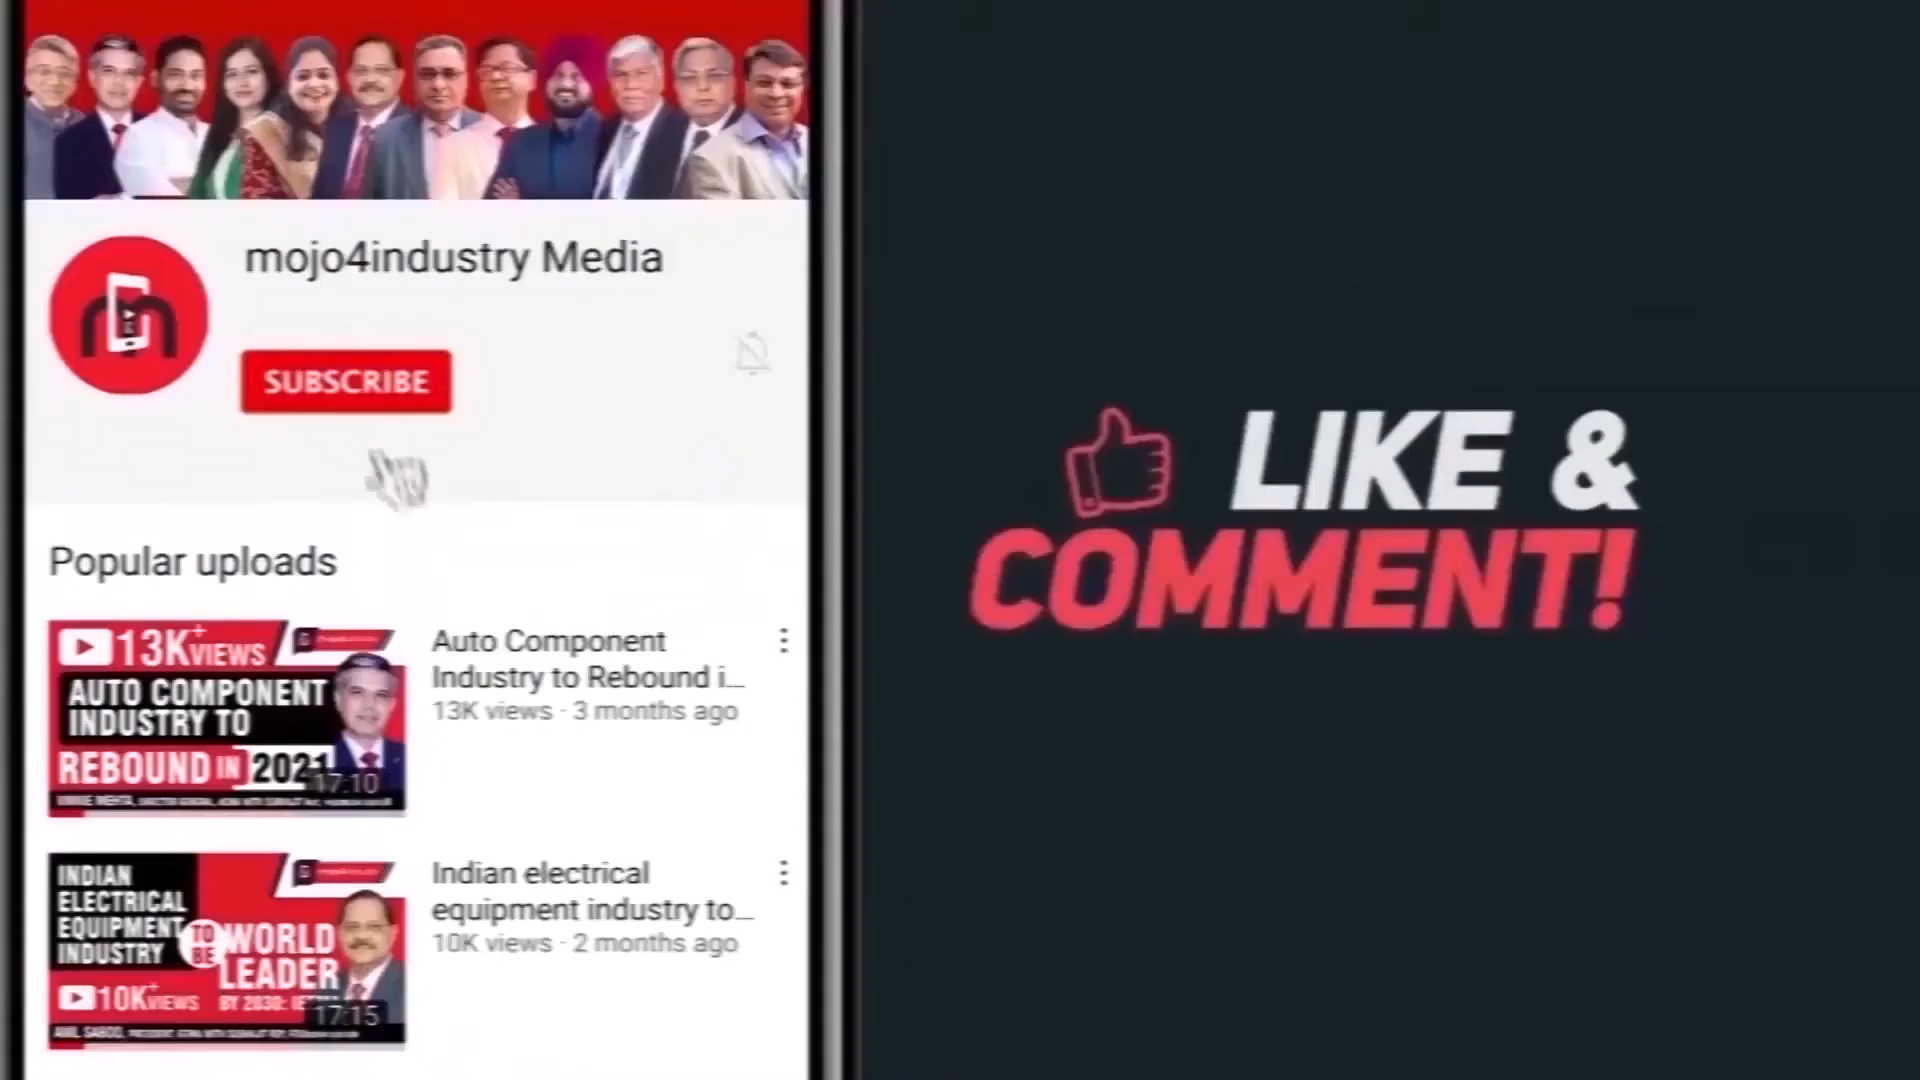 mojo4industry Media
SUBSCRIBE
Popular uploads
13K+ VIEWS
AUTO COMPONENT
INDUSTRY TO
REBOUND IN 2021
17:10
Auto Component
Industry to Rebound i...
13K views · 3 months ago
INDIAN
ELECTRICAL
EQUIPMENT
INDUSTRY
TO
BE
WORLD
LEADER
BY 2030:
10K+ VIEWS
17:15
Indian electrical
equipment industry to...
10K views · 2 months ago
LIKE &
COMMENT!